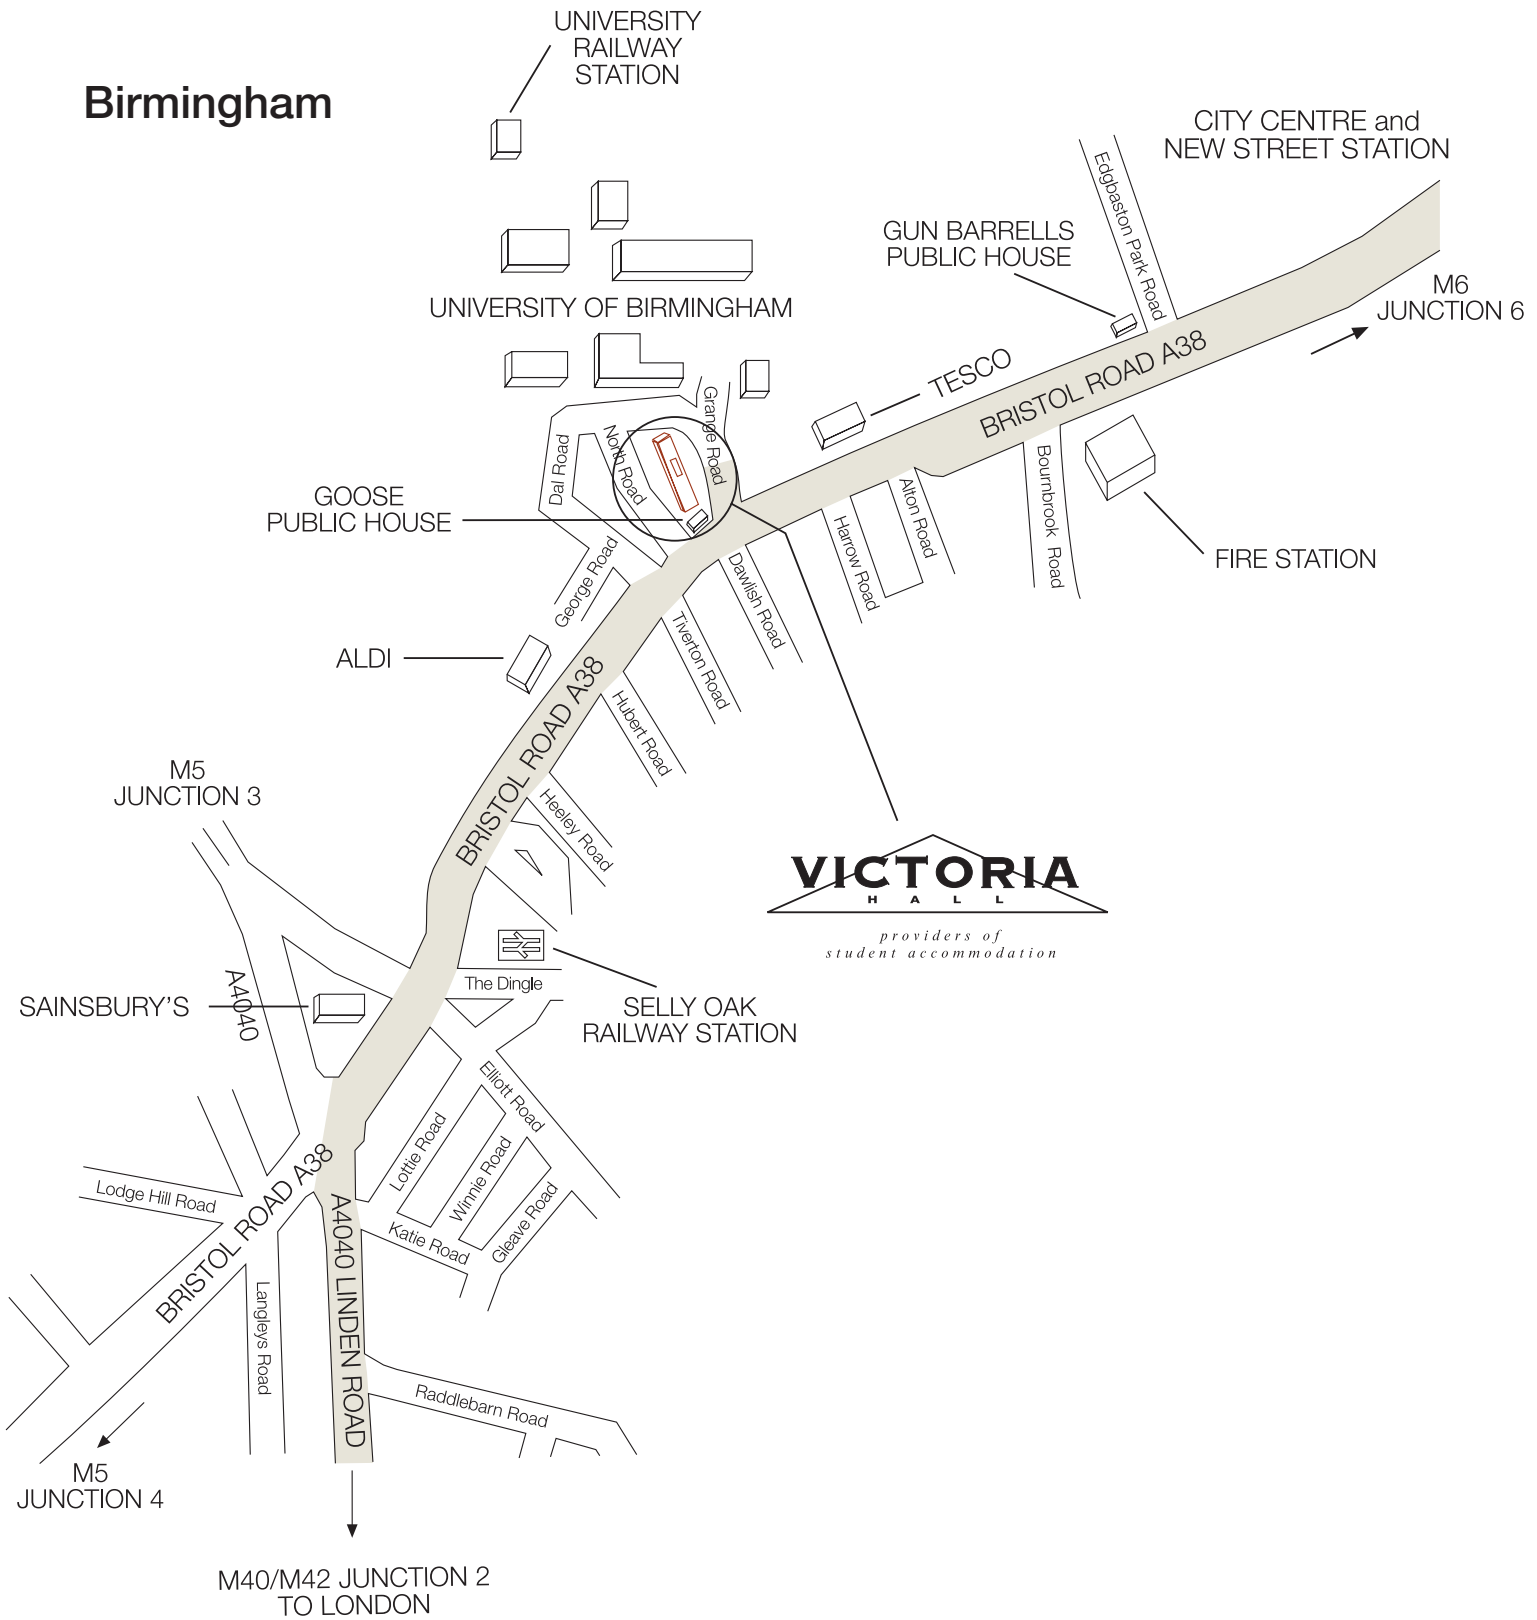 UNIVERSITY
RAILWAY
STATION
Birmingham
CITY CENTRE and
NEW STREET STATION
Edgbaston Park Road
GUN BARRELLS
PUBLIC HOUSE
M6
JUNCTION 6
UNIVERSITY OF BIRMINGHAM
BRISTOL ROAD A38
TESCO
Grange Road
North Road
Dal Road
GOOSE
PUBLIC HOUSE
Bournbrook Road
Alton Road
Harrow Road
FIRE STATION
George Road
Dawlish Road
Tiverton Road
ALDI
BRISTOL ROAD A38
Hubert Road
M5
JUNCTION 3
Heeley Road
VICTORIA
HALL
providers of
student accommodation
The Dingle
A4040
SAINSBURY'S
SELLY OAK
RAILWAY STATION
Elliott Road
Lottie Road
Winnie Road
Gleave Road
Katie Road
Lodge Hill Road
BRISTOL ROAD A38
A4040 LINDEN ROAD
Langleys Road
Raddlebarn Road
M5
JUNCTION 4
M40/M42 JUNCTION 2
TO LONDON